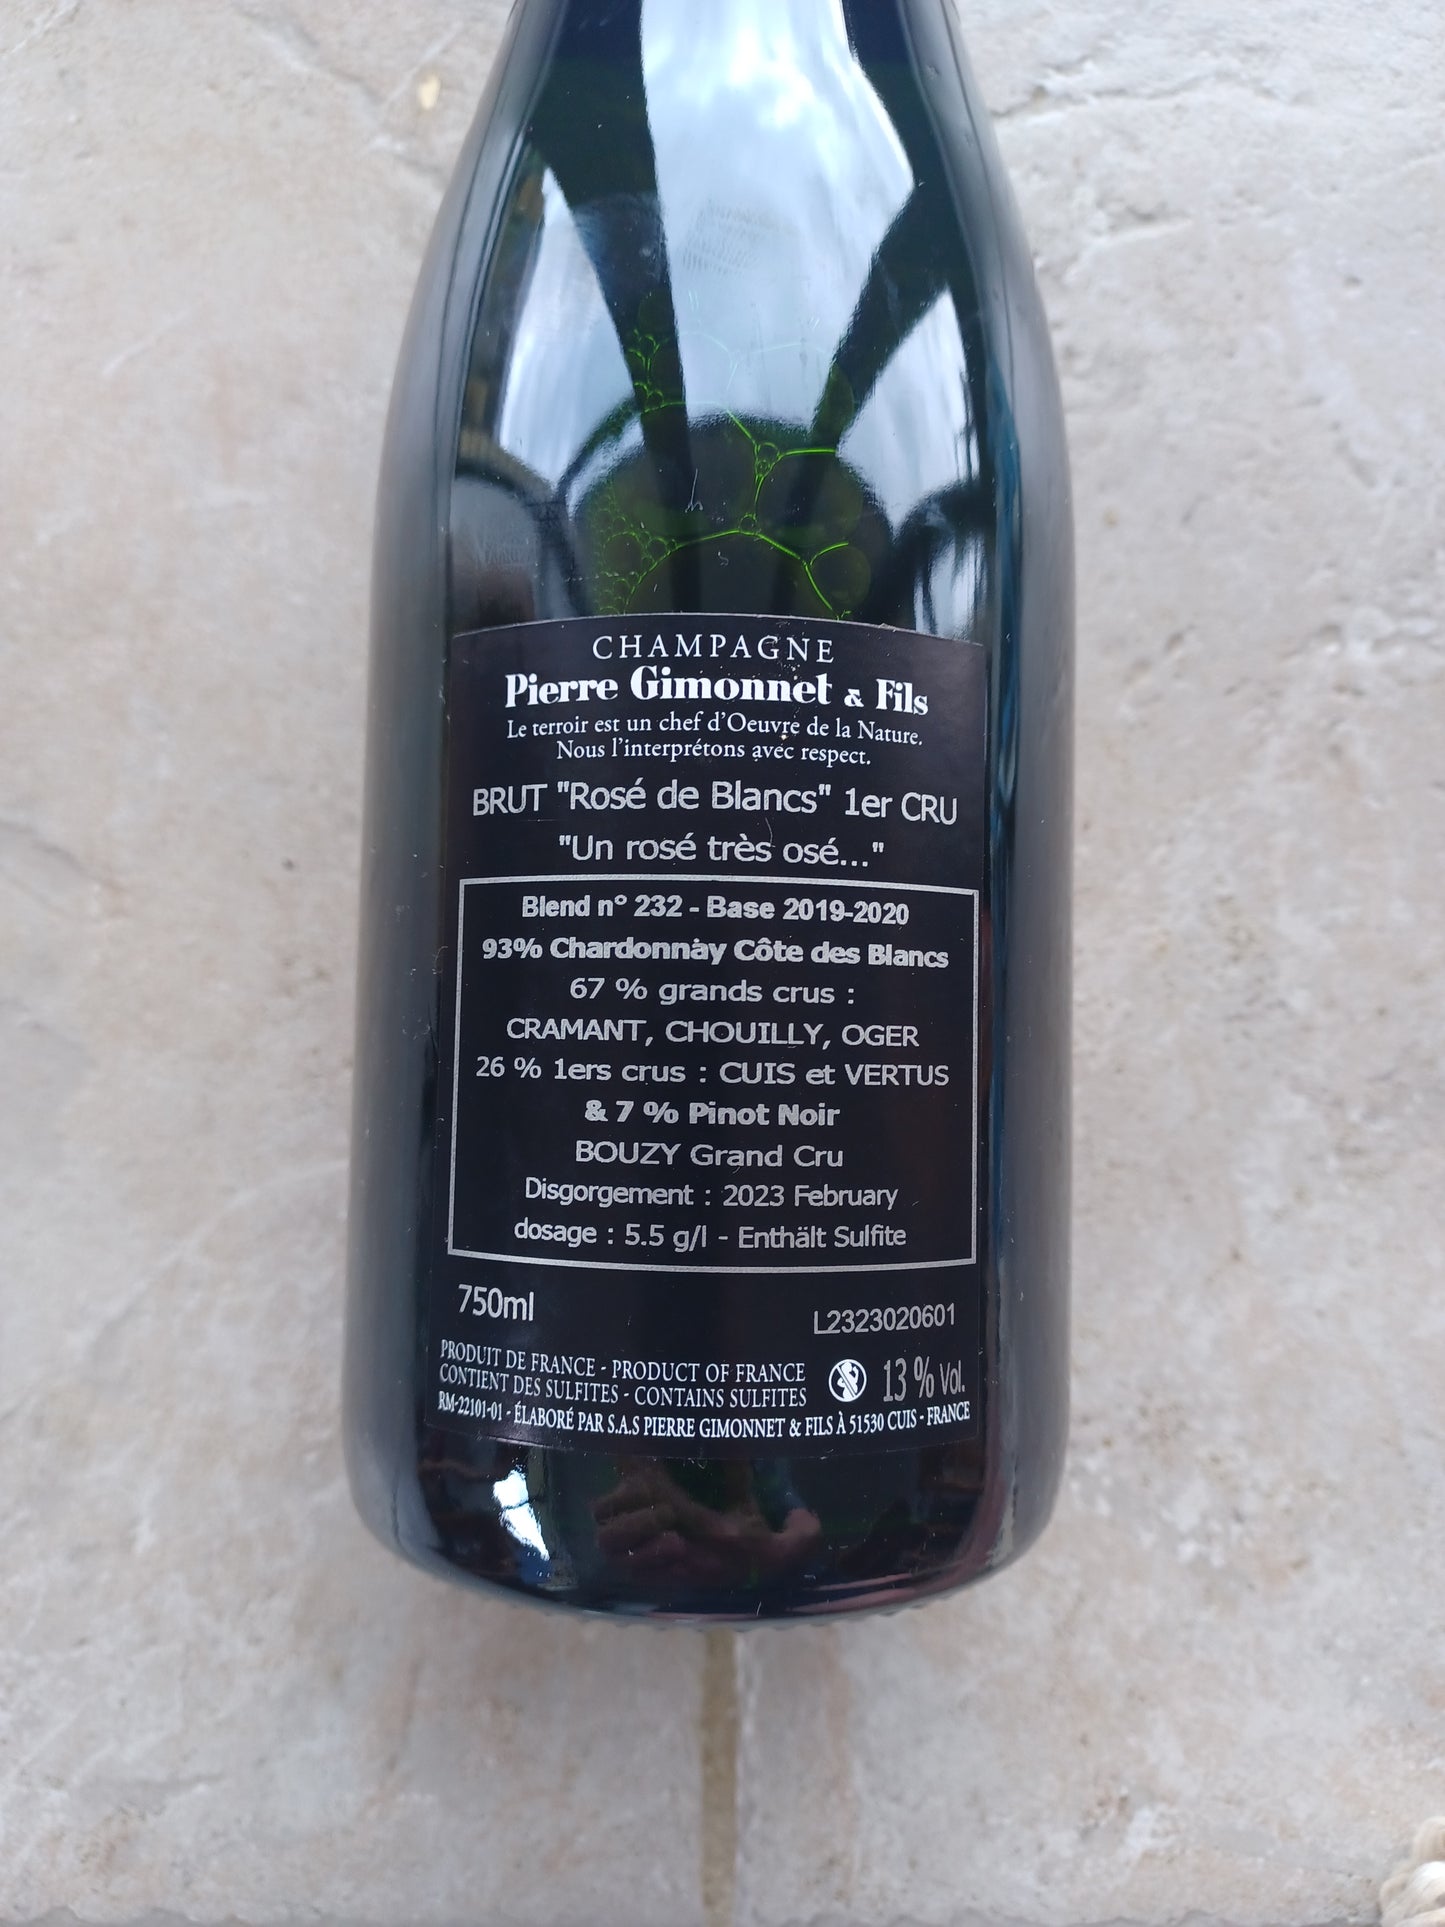 CHAMPAGNE
Pierre Gimonnet & Fils
Le terroir est un chef d'Oeuvre de la Nature.
Nous l'interprétons avec respect.
BRUT "Rosé de Blancs" 1er CRU
"Un rosé très osé..."
Blend n° 232 - Base 2019-2020
93% Chardonnay Côte des Blancs
67 % grands crus :
CRAMANT, CHOUILLY, OGER
26 % 1ers crus : CUIS et VERTUS
& 7 % Pinot Noir
BOUZY Grand Cru
Disgorgement : 2023 February
dosage : 5.5 g/l - Enthält Sulfite
750ml
L2323020601
PRODUIT DE FRANCE - PRODUCT OF FRANCE
CONTIENT DES SULFITES - CONTAINS SULFITES
13 % Vol.
RM-22101-01 - ÉLABORÉ PAR S.A.S PIERRE GIMONNET & FILS À 51530 CUIS - FRANCE